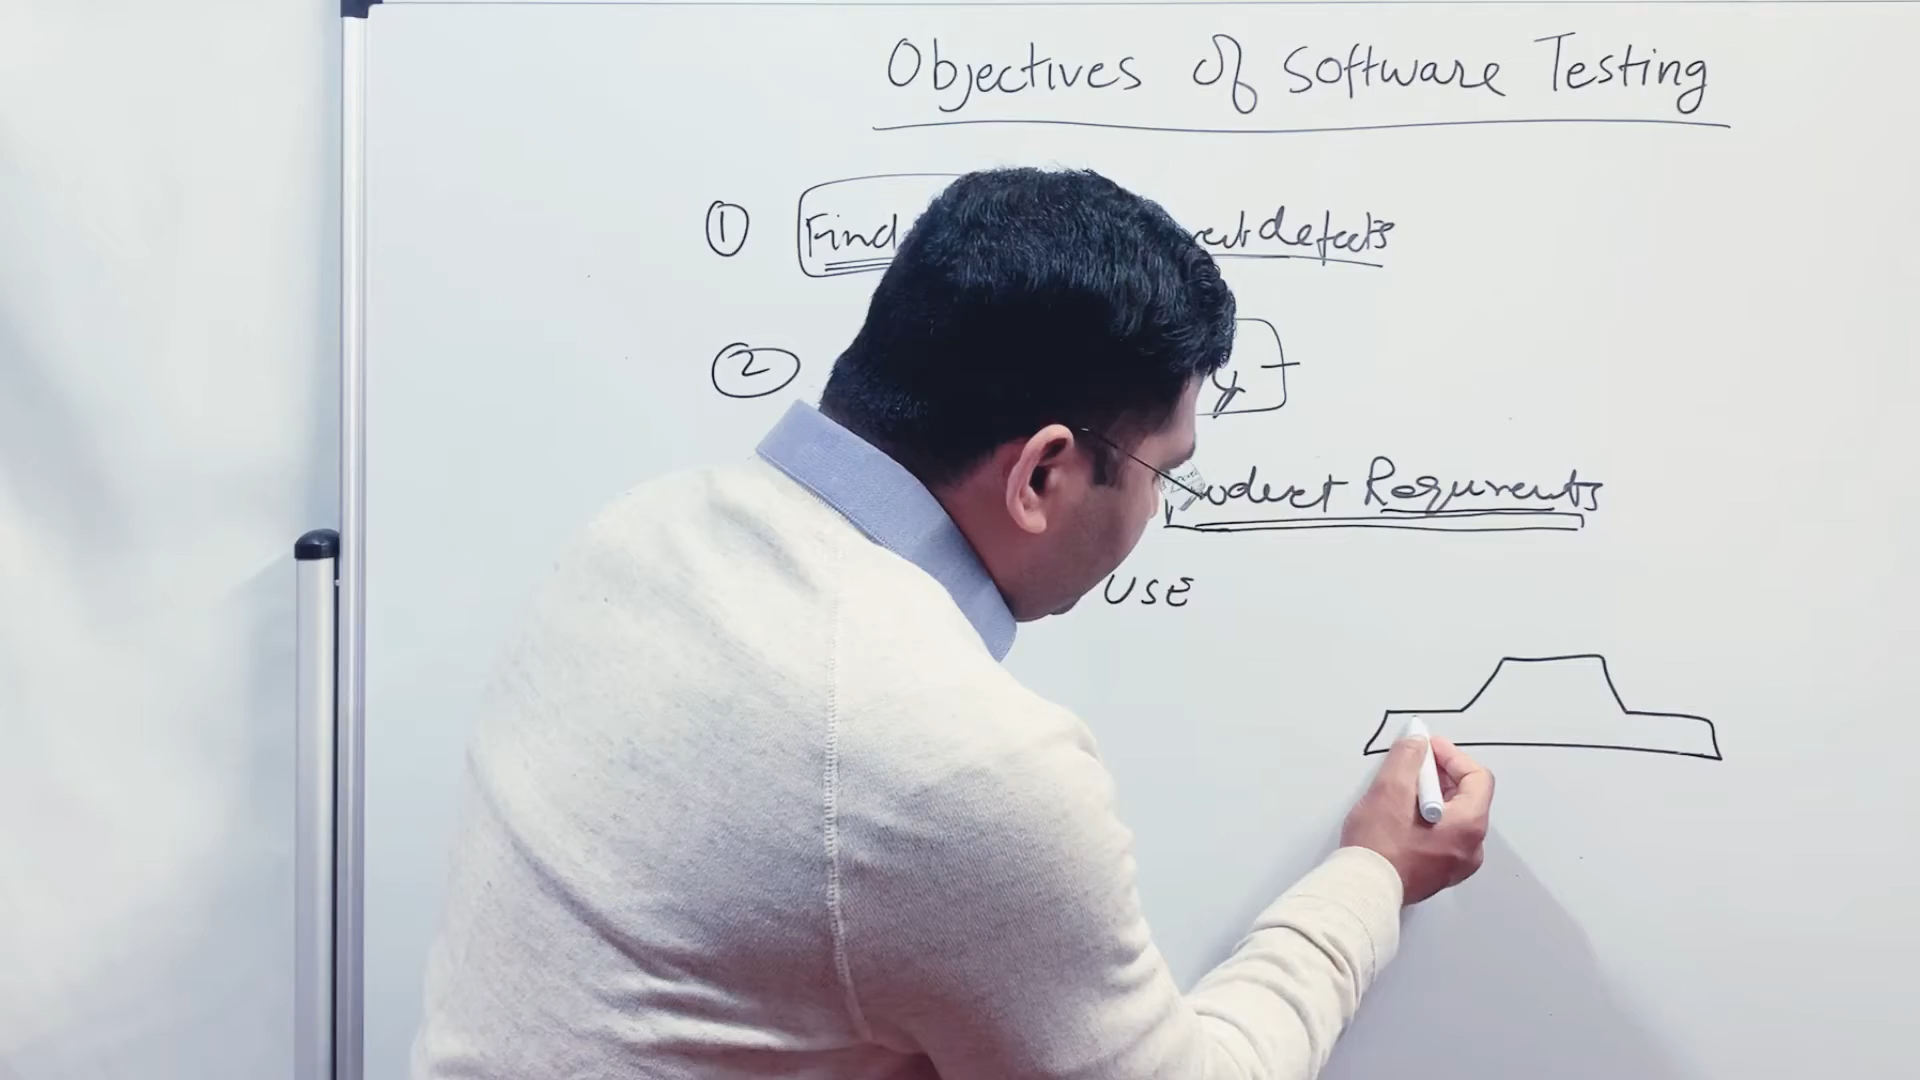 Objectives of Software Testing
① Find defects
②
Product Requirements
USE